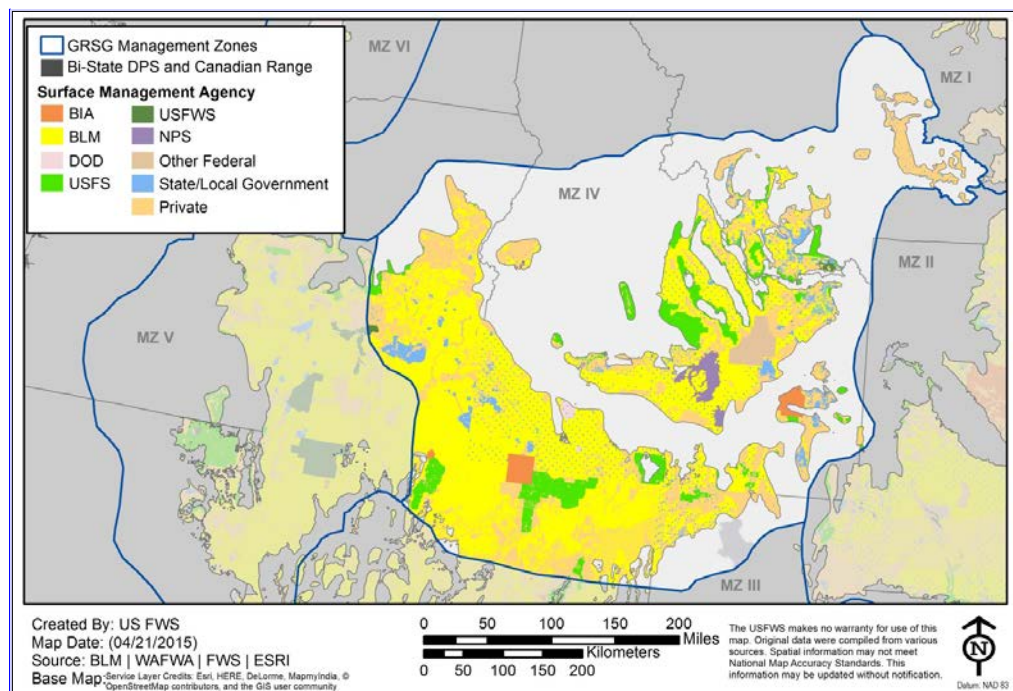 GRSG Management Zones
Bi-State DPS and Canadian Range
Surface Management Agency
BIA
BLM
DOD
USFS
USFWS
NPS
Other Federal
State/Local Government
Private
MZ VI
MZ I
MZ IV
MZ II
MZ V
MZ III
Created By: US FWS
Map Date: (04/21/2015)
Source: BLM | WAFWA | FWS | ESRI
Base Map: Service Layer Credits: Esri, HERE, DeLorme, MapmyIndia, ©
OpenStreetMap contributors, and the GIS user community
0 50 100 150 200
Miles
Kilometers
0 50 100 150 200
The USFWS makes no warranty for use of this
map. Original data were compiled from various
sources. Spatial information may not meet
National Map Accuracy Standards. This
information may be updated without notification.
N
Datum: NAD 83